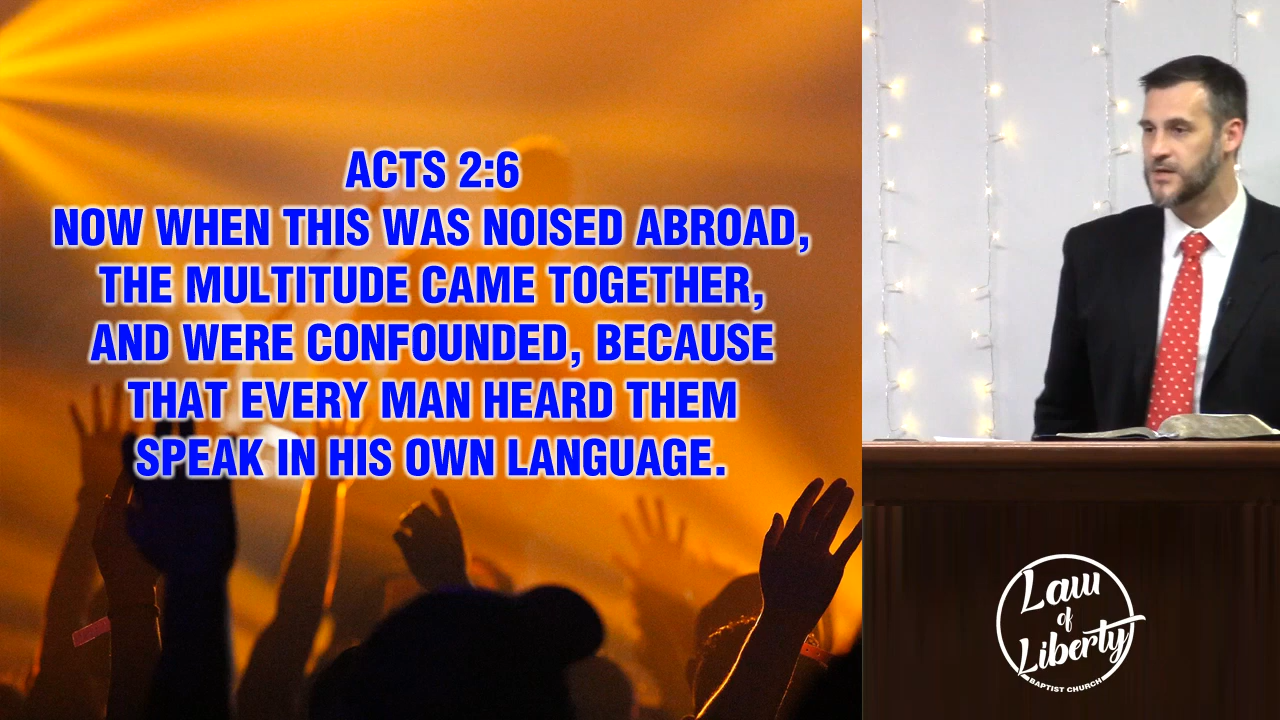 ACTS 2:6
NOW WHEN THIS WAS NOISED ABROAD,
THE MULTITUDE CAME TOGETHER,
AND WERE CONFOUNDED, BECAUSE
THAT EVERY MAN HEARD THEM
SPEAK IN HIS OWN LANGUAGE.
Law
of
Liberty
BAPTIST CHURCH